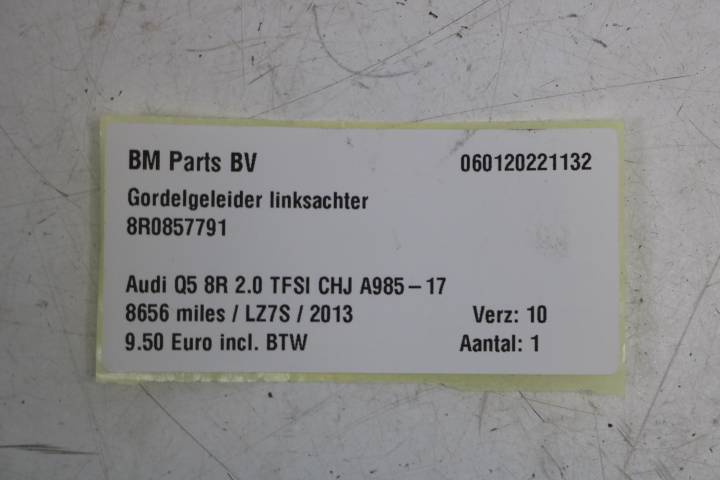 BM Parts BV 060120221132
Gordelgeleider linksachter
8R0857791
Audi Q5 8R 2.0 TFSI CHJ A985-17
8656 miles / LZ7S / 2013 Verz: 10
9.50 Euro incl. BTW Aantal: 1